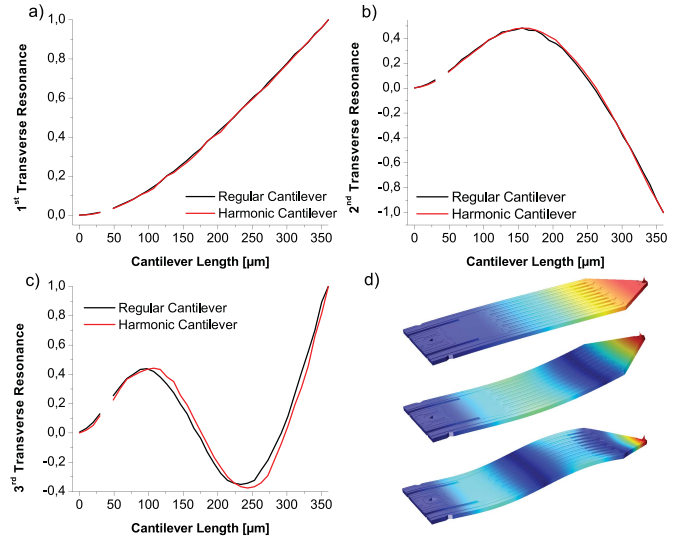 a)
1st Transverse Resonance
1,0
0,8
0,6
0,4
0,2
0,0
Regular Cantilever
Harmonic Cantilever
0 50 100 150 200 250 300 350
Cantilever Length [µm]
b)
2nd Transverse Resonance
0,4
0,2
0,0
-0,2
-0,4
-0,6
-0,8
-1,0
Regular Cantilever
Harmonic Cantilever
0 50 100 150 200 250 300 350
Cantilever Length [µm]
c)
3rd Transverse Resonance
1,0
0,8
0,6
0,4
0,2
0,0
-0,2
-0,4
Regular Cantilever
Harmonic Cantilever
0 50 100 150 200 250 300 350
Cantilever Length [µm]
d)